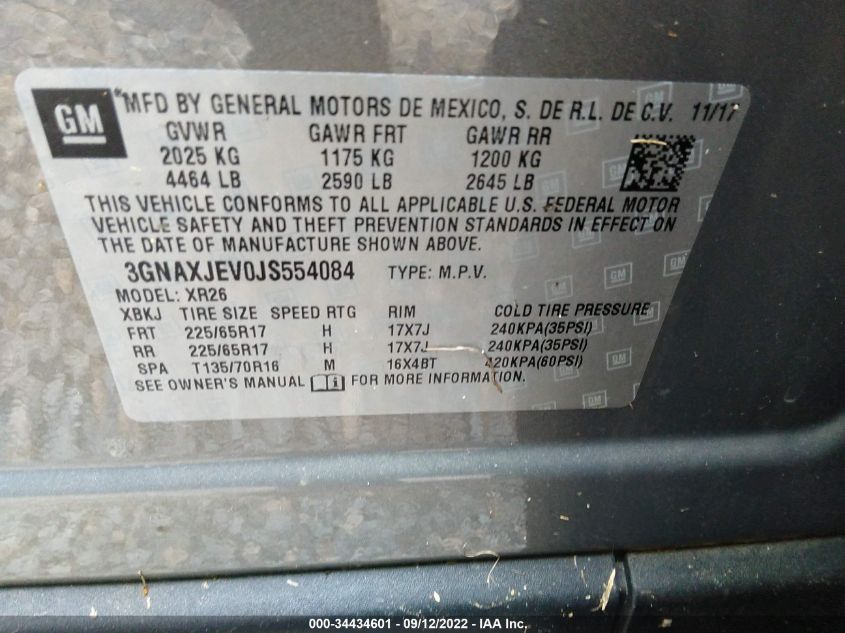 GM
*MFD BY GENERAL MOTORS DE MEXICO, S. DE R.L. DE C.V. 11/17
GVWR GAWR FRT GAWR RR
2025 KG 1175 KG 1200 KG
4464 LB 2590 LB 2645 LB
THIS VEHICLE CONFORMS TO ALL APPLICABLE U.S. FEDERAL MOTOR
VEHICLE SAFETY AND THEFT PREVENTION STANDARDS IN EFFECT ON
THE DATE OF MANUFACTURE SHOWN ABOVE.
3GNAXJEV0JS554084 TYPE: M.P.V.
MODEL: XR26
XBKJ TIRE SIZE SPEED RTG RIM COLD TIRE PRESSURE
FRT 225/65R17 H 17X7J 240KPA(35PSI)
RR 225/65R17 H 17X7J 240KPA(35PSI)
SPA T135/70R16 M 16X4BT 420KPA(60PSI)
SEE OWNER'S MANUAL FOR MORE INFORMATION.
000-34434601 - 09/12/2022 - IAA Inc.